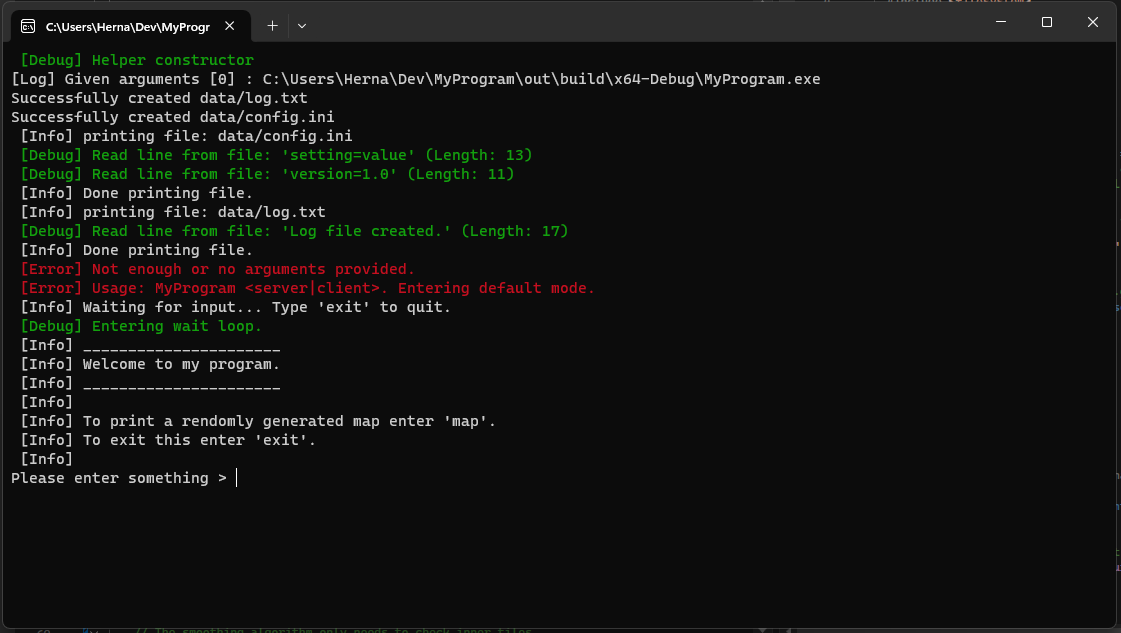 C:\Users\Herna\Dev\MyProgr
[Debug] Helper constructor
[Log] Given arguments [0] : C:\Users\Herna\Dev\MyProgram\out\build\x64-Debug\MyProgram.exe
Successfully created data/log.txt
Successfully created data/config.ini
[Info] printing file: data/config.ini
[Debug] Read line from file: 'setting=value' (Length: 13)
[Debug] Read line from file: 'version=1.0' (Length: 11)
[Info] Done printing file.
[Info] printing file: data/log.txt
[Debug] Read line from file: 'Log file created.' (Length: 17)
[Info] Done printing file.
[Error] Not enough or no arguments provided.
[Error] Usage: MyProgram <server|client>. Entering default mode.
[Info] Waiting for input... Type 'exit' to quit.
[Debug] Entering wait loop.
[Info] ______________________
[Info] Welcome to my program.
[Info] ______________________
[Info]
[Info] To print a rendomly generated map enter 'map'.
[Info] To exit this enter 'exit'.
[Info]
Please enter something >
// The smoothing algorithm only needs to check inner tiles